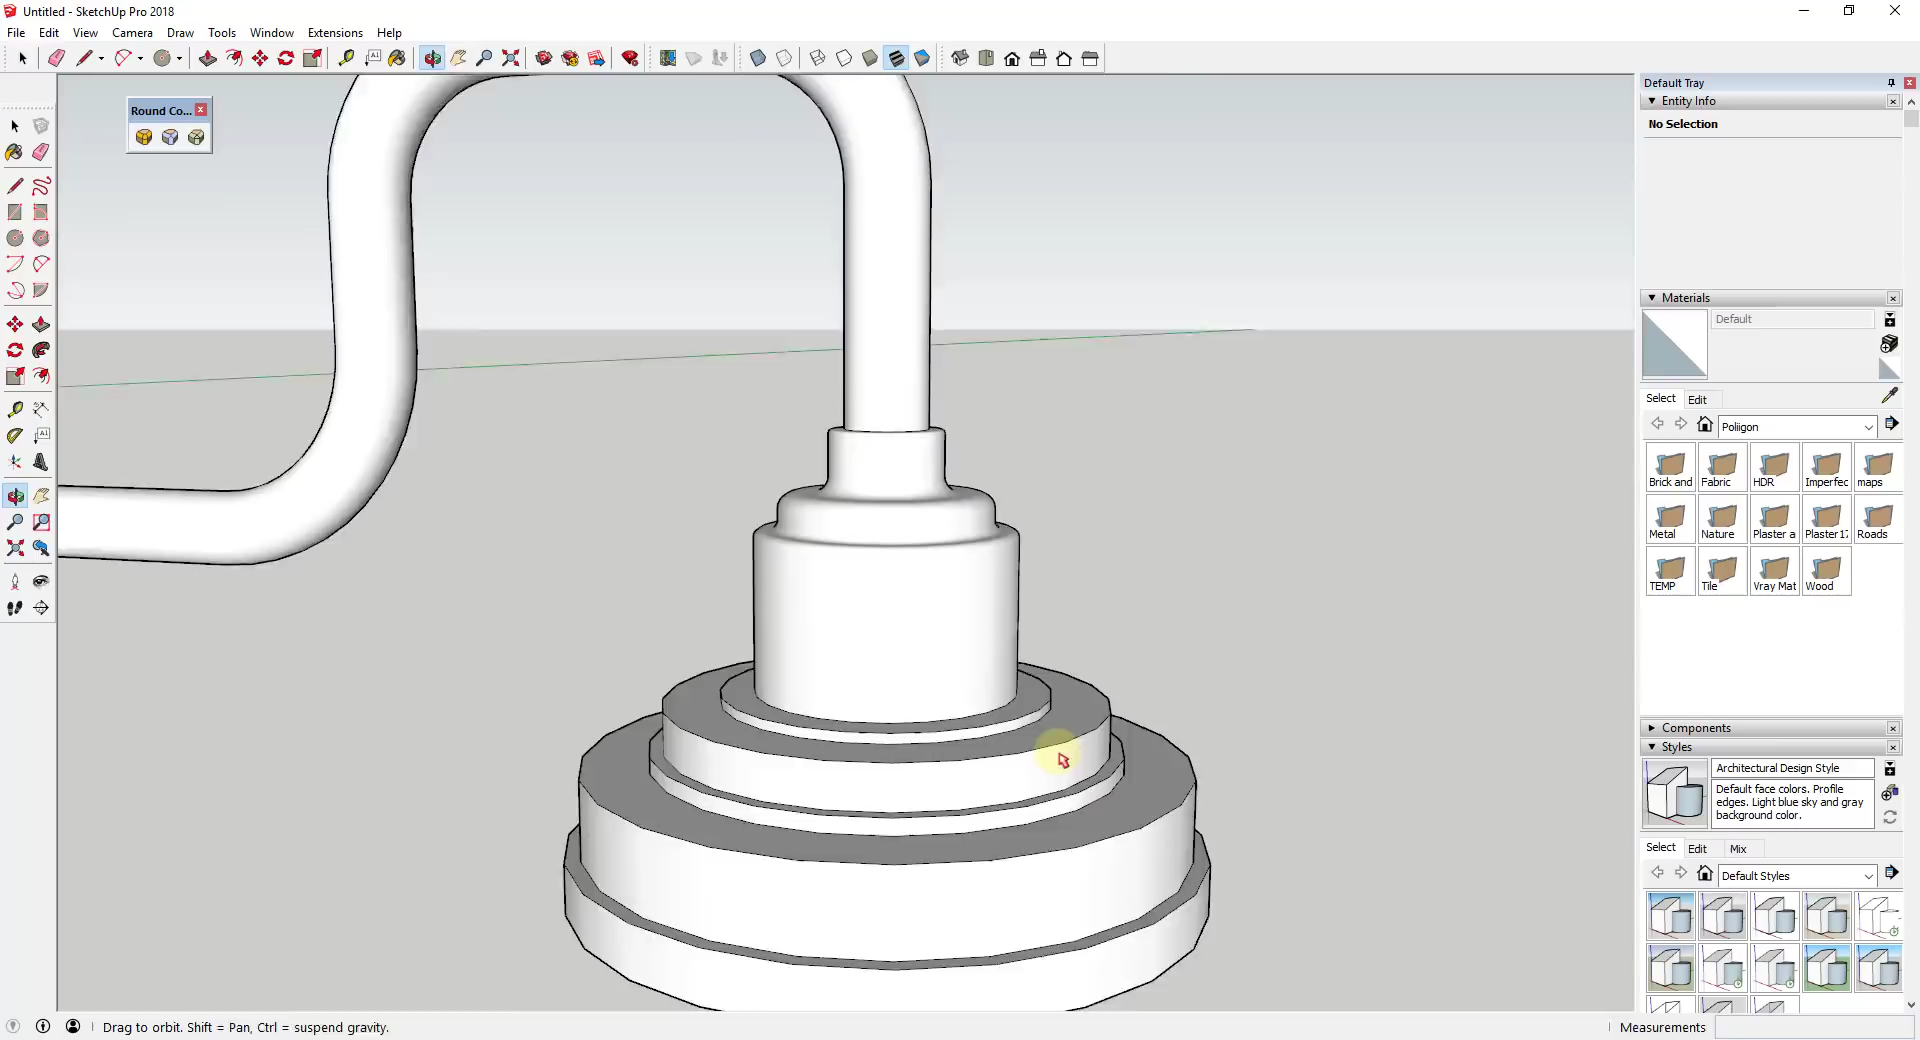 Untitled - SketchUp Pro 2018
File Edit View Camera Draw Tools Window Extensions Help
Round Co...
Default Tray
Entity Info
No Selection
Materials
Default
Select Edit
Poliigon
Brick and Fabric HDR Imperfec maps
Metal Nature Plaster a Plaster17 Roads
TEMP Tile Vray Mat Wood
Components
Styles
Architectural Design Style
Default face colors. Profile
edges. Light blue sky and gray
background color.
Select Edit Mix
Default Styles
Drag to orbit. Shift = Pan, Ctrl = suspend gravity.
Measurements